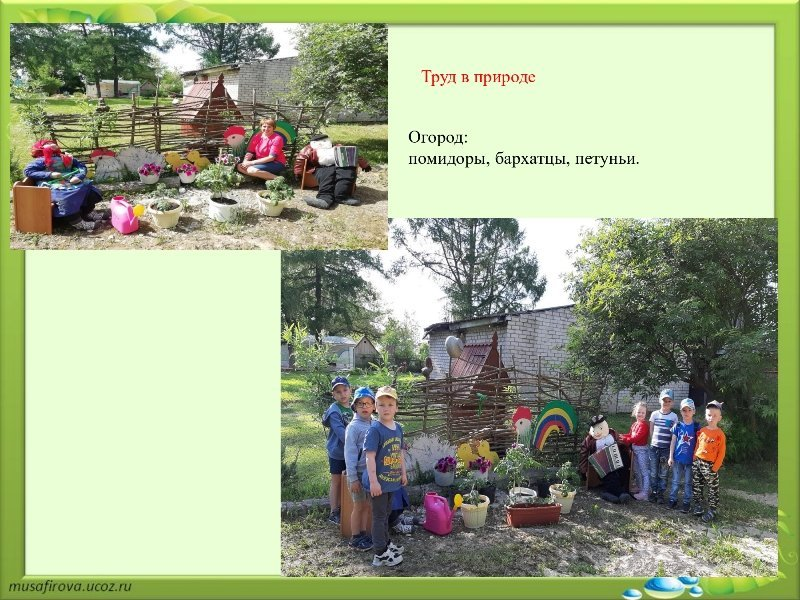 Труд в природе
Огород:
помидоры, бархатцы, петуньи.
musafirova.ucoz.ru